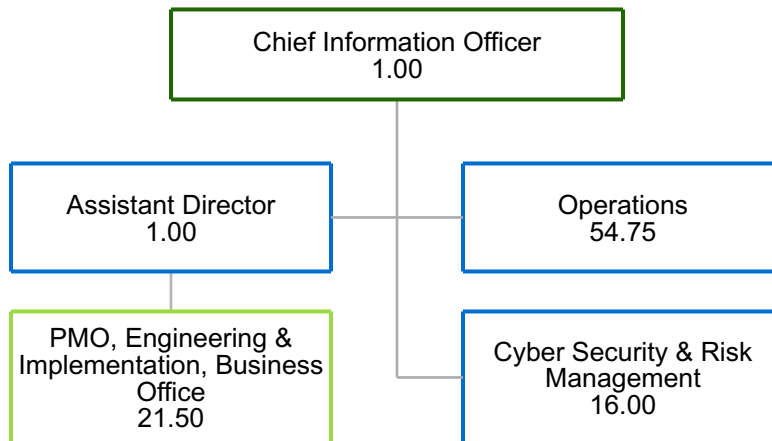 Chief Information Officer
1.00
Assistant Director
1.00
Operations
54.75
PMO, Engineering &
Implementation, Business
Office
21.50
Cyber Security & Risk
Management
16.00